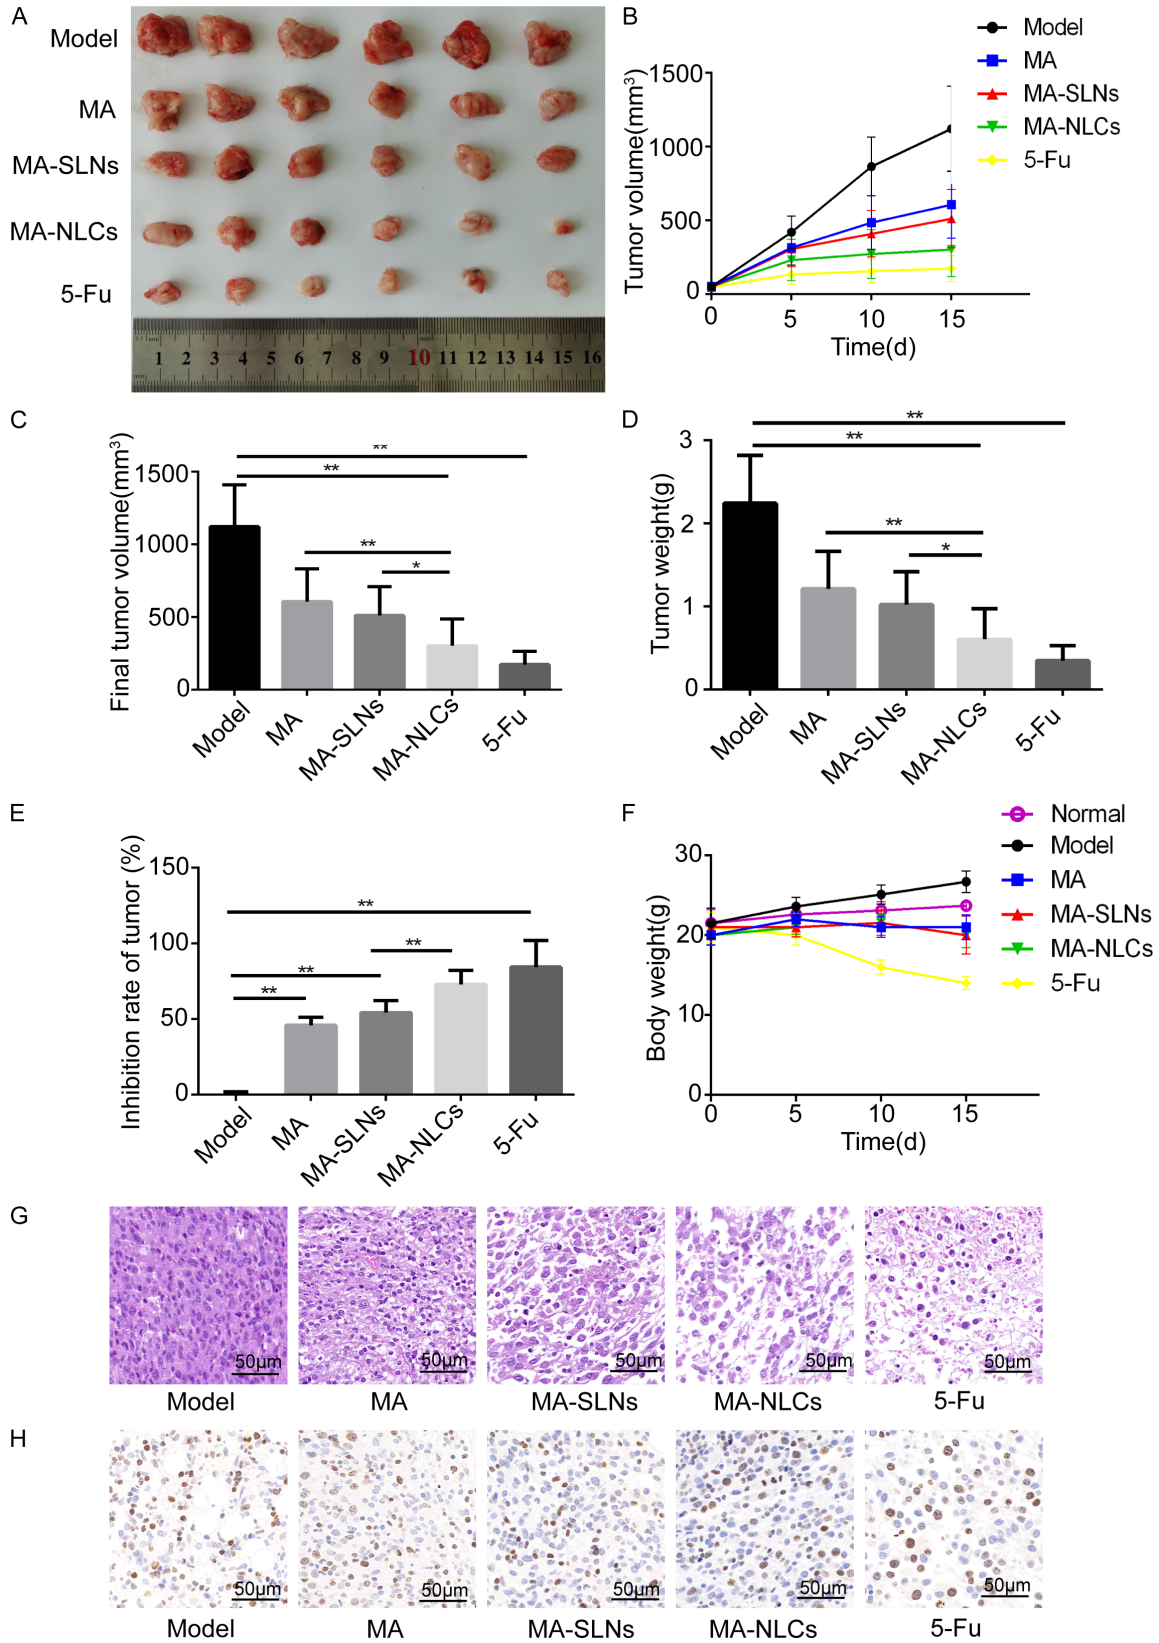 A
Model
MA
MA-SLNs
MA-NLCs
5-Fu
1 2 3 4 5 6 7 8 9 10 11 12 13 14 15 16
B
Model
MA
MA-SLNs
MA-NLCs
5-Fu
Tumor volume(mm³)
1500
1000
500
0
0 5 10 15
Time(d)
C
Final tumor volume(mm³)
**
**
**
*
1500
1000
500
0
Model MA MA-SLNs MA-NLCs 5-Fu
D
Tumor weight(g)
**
**
**
*
3
2
1
0
Model MA MA-SLNs MA-NLCs 5-Fu
E
Inhibition rate of tumor (%)
150
100
50
0
**
**
**
**
Model MA MA-SLNs MA-NLCs 5-Fu
F
Normal
Model
MA
MA-SLNs
MA-NLCs
5-Fu
Body weight(g)
30
20
10
0
0 5 10 15
Time(d)
G
50μm 50μm 50μm 50μm 50μm
Model MA MA-SLNs MA-NLCs 5-Fu
H
50μm 50μm 50μm 50μm 50μm
Model MA MA-SLNs MA-NLCs 5-Fu